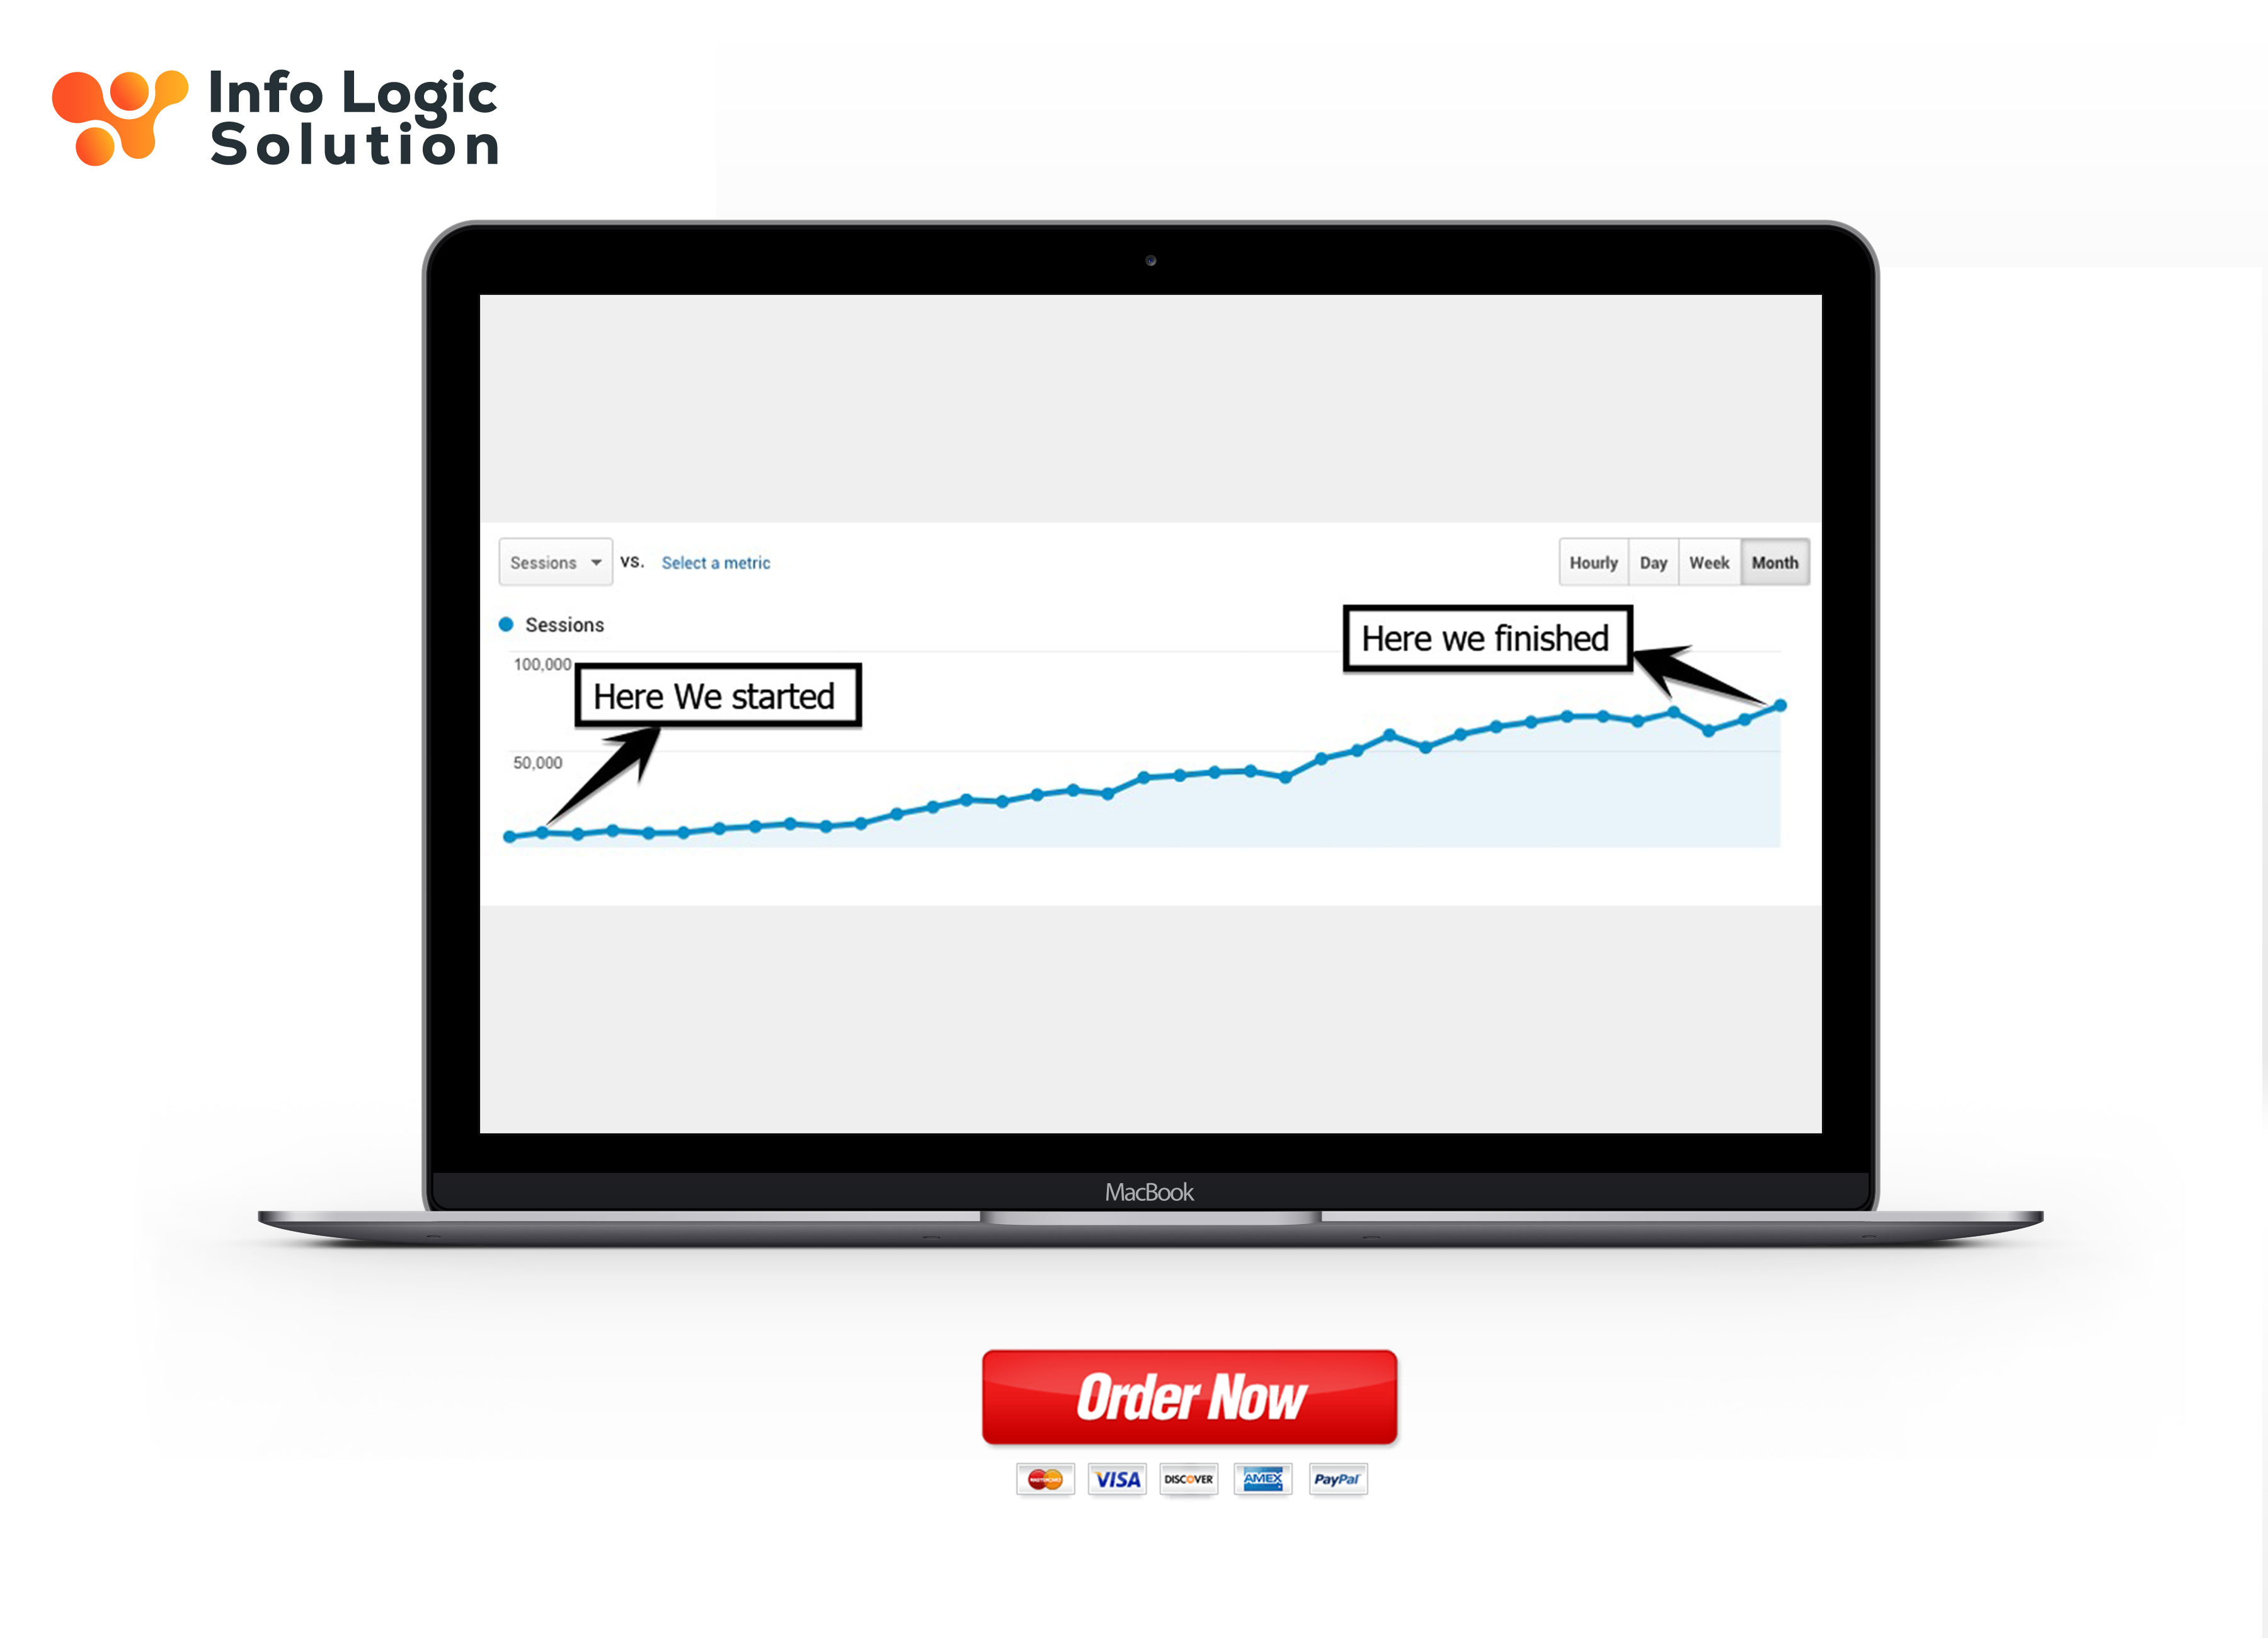 Info Logic
Solution
Sessions vs. Select a metric
Hourly Day Week Month
Sessions
Here we finished
100,000
Here We started
50,000
MacBook
Order Now
MASTERCARD VISA DISCOVER AMEX PayPal